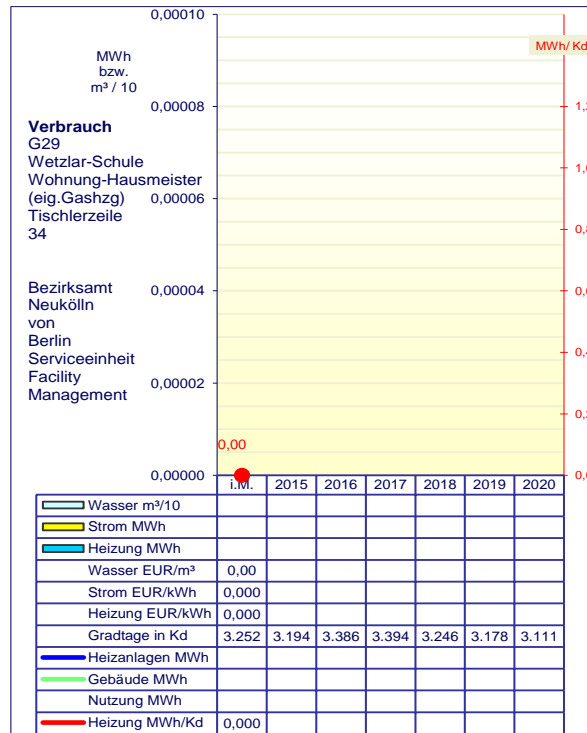 0,00010
MWh/ Kd
MWh
bzw.
m³ / 10
0,00008
Verbrauch
G29
Wetzlar-Schule
Wohnung-Hausmeister
(eig.Gashzg)
Tischlerzeile
34
0,00006
Bezirksamt
Neukölln
von
Berlin
Serviceeinheit
Facility
Management
0,00004
0,00002
0,00
0,00000
i.M. 2015 2016 2017 2018 2019 2020
Wasser m³/10
Strom MWh
Heizung MWh
Wasser EUR/m³ 0,00
Strom EUR/kWh 0,000
Heizung EUR/kWh 0,000
Gradtage in Kd 3.252 3.194 3.386 3.394 3.246 3.178 3.111
Heizanlagen MWh
Gebäude MWh
Nutzung MWh
Heizung MWh/Kd 0,000